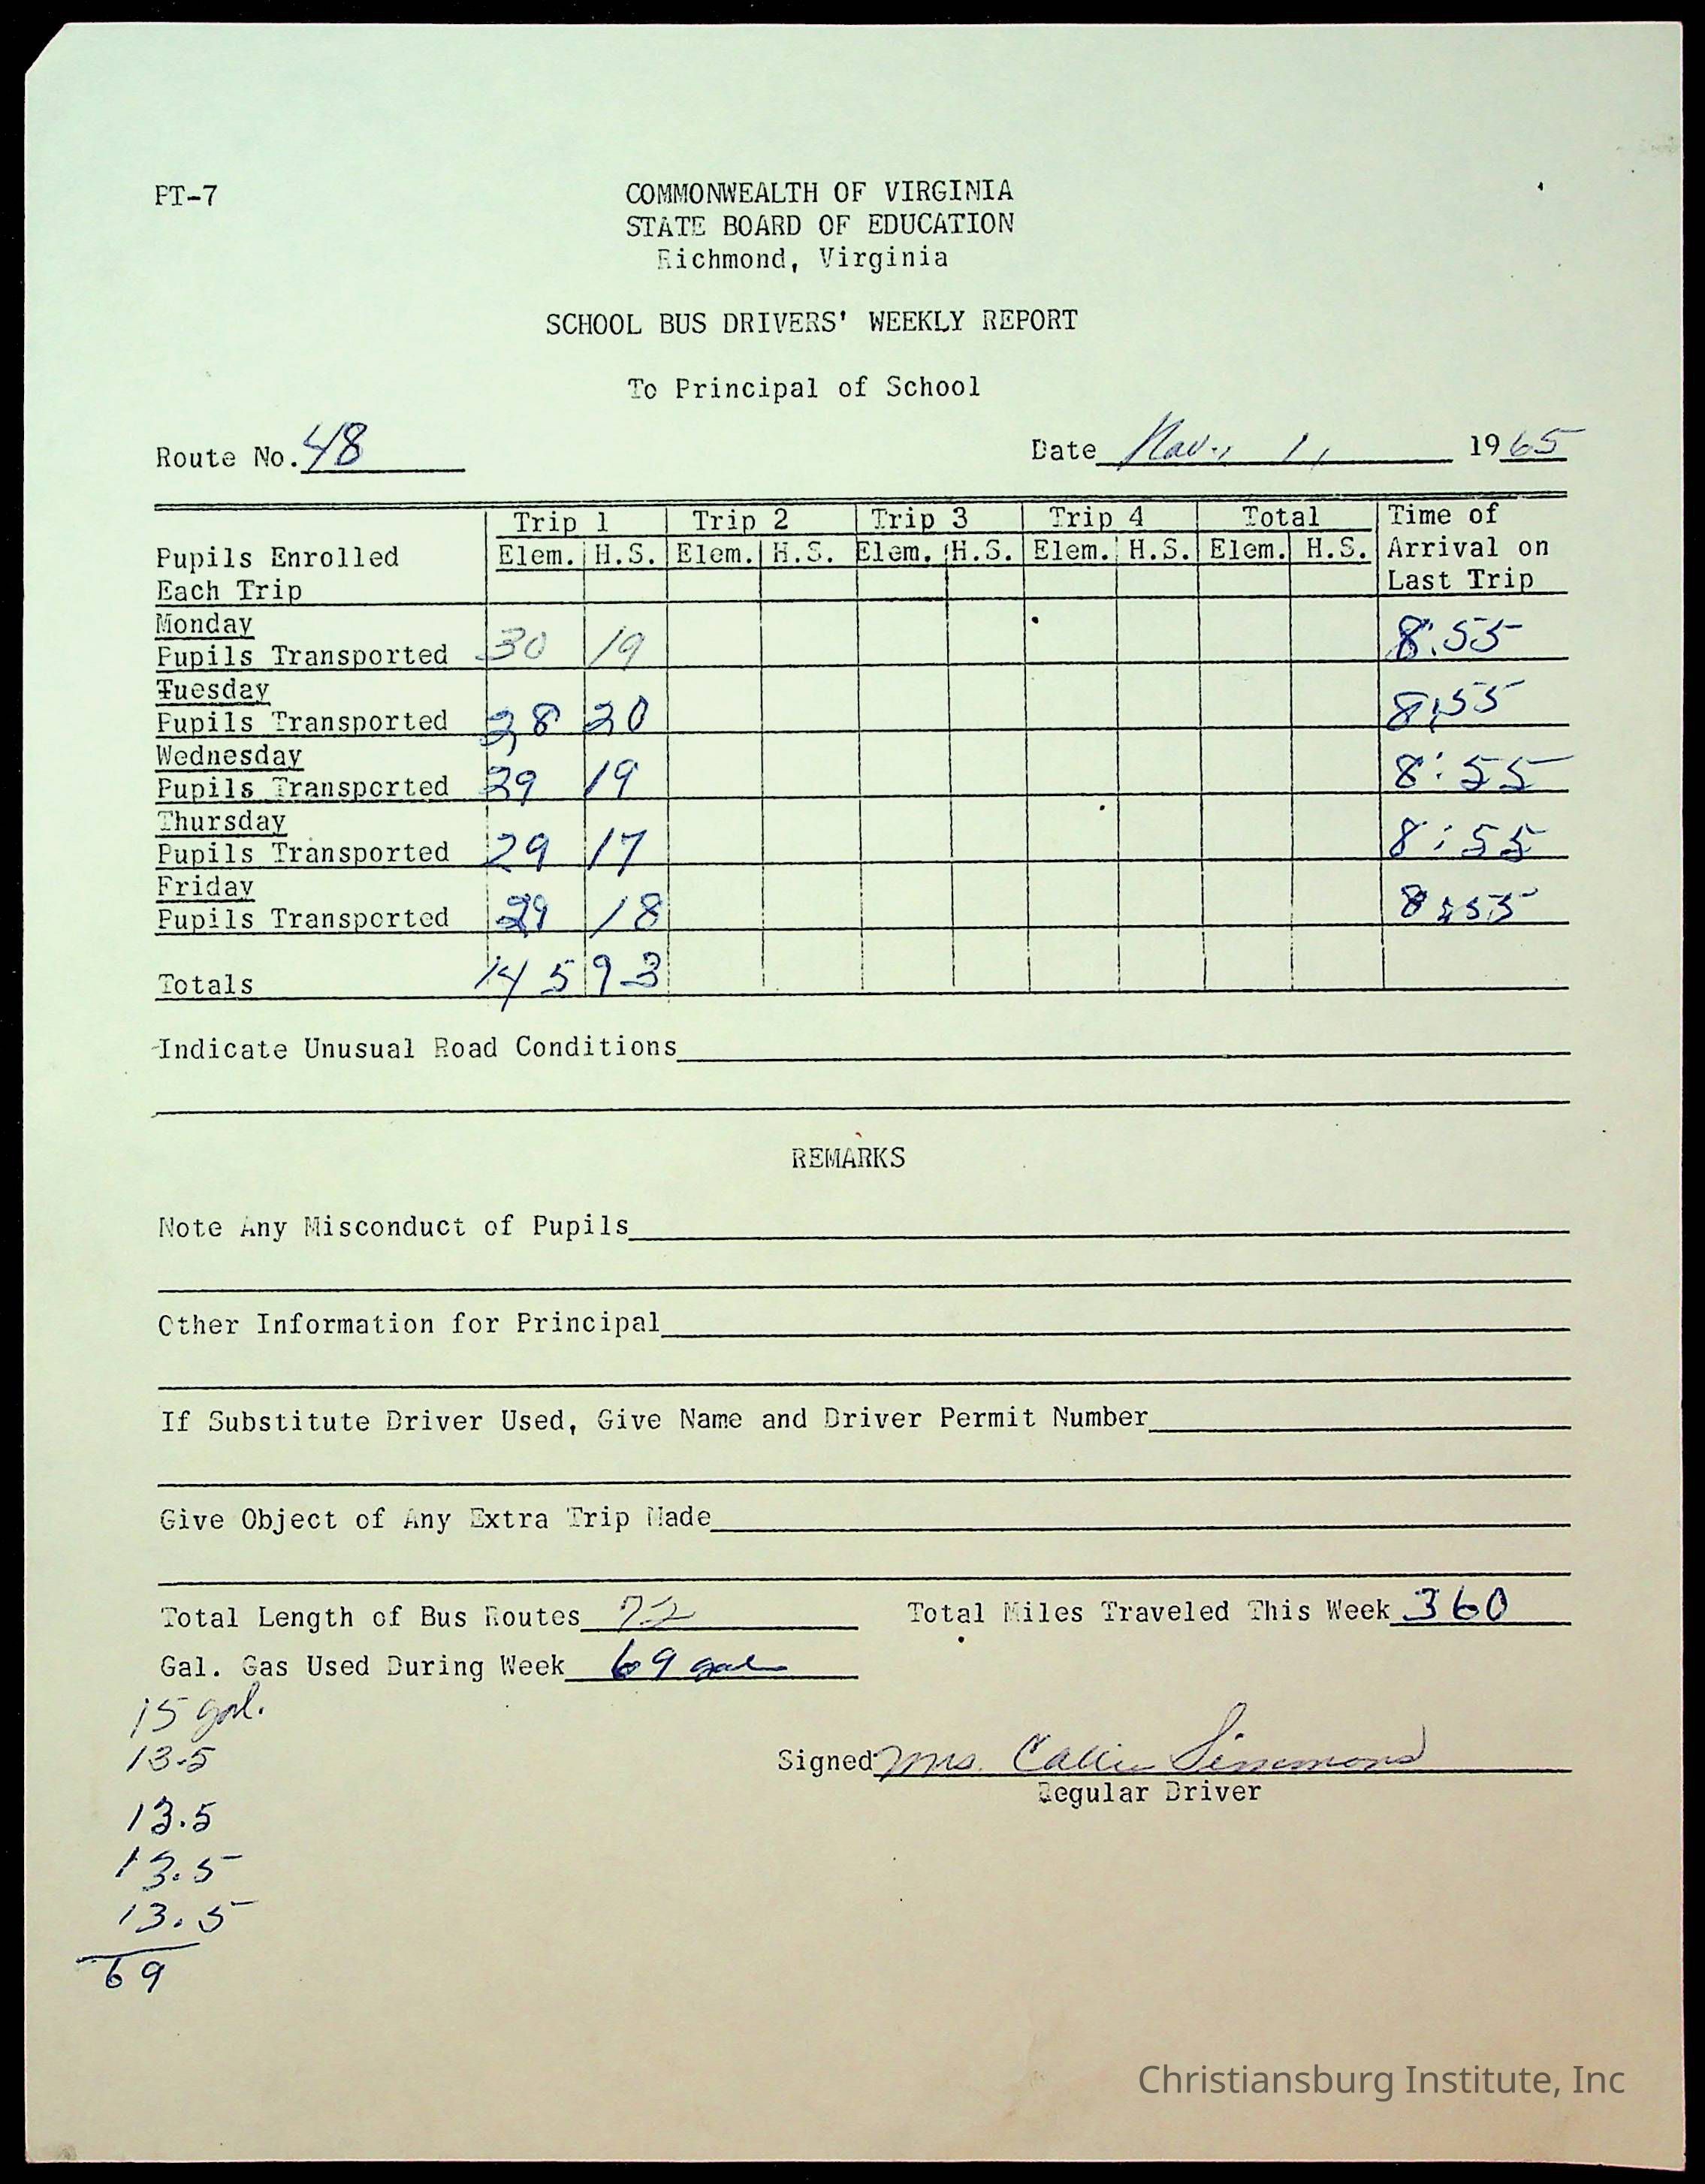 PT-7
COMMONWEALTH OF VIRGINIA
STATE BOARD OF EDUCATION
Richmond, Virginia
SCHOOL BUS DRIVERS' WEEKLY REPORT
To Principal of School
Route No. 48 Date Nov., 1, 1965
Trip 1 Trip 2 Trip 3 Trip 4 Total Time of
Pupils Enrolled Elem. H.S. Elem. H.S. Elem. H.S. Elem. H.S. Elem. H.S. Arrival on
Each Trip Last Trip
Monday
Pupils Transported 30 19 8:55
Tuesday
Pupils Transported 28 20 8:55
Wednesday
Pupils Transported 29 19 8:55
Thursday
Pupils Transported 29 17 8:55
Friday
Pupils Transported 29 18 8:55
Totals 145 93
Indicate Unusual Road Conditions
REMARKS
Note Any Misconduct of Pupils
Other Information for Principal
If Substitute Driver Used, Give Name and Driver Permit Number
Give Object of Any Extra Trip Made
Total Length of Bus Routes 72 Total Miles Traveled This Week 360
Gal. Gas Used During Week 69 gal
15 gal.
13.5
Signed Mrs. Callie Simmons
Regular Driver
13.5
13.5
13.5
69
Christiansburg Institute, Inc